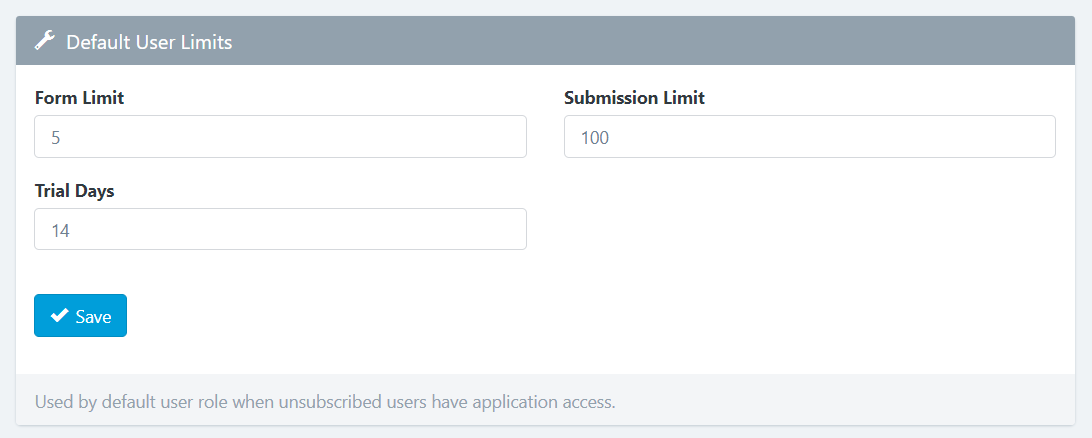 Default User Limits
Form Limit
Submission Limit
5
100
Trial Days
14
Save
Used by default user role when unsubscribed users have application access.